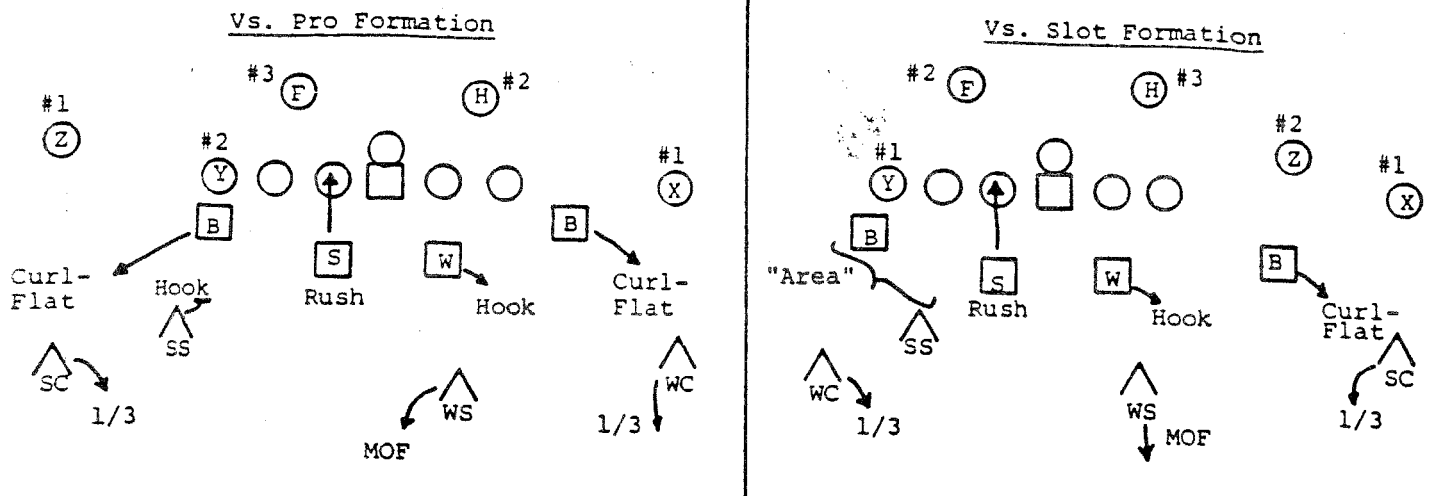 Vs. Pro Formation
#3
F
H
#2
#1
Z
#2
Y
#1
X
B
S
W
B
Curl-
Flat
Hook
SS
Rush
Hook
Curl-
Flat
SC
1/3
WS
MOF
WC
1/3
Vs. Slot Formation
#2
F
H
#3
#2
Z
#1
Y
#1
X
B
"Area"
S
Rush
W
Hook
B
Curl-
Flat
SS
WC
1/3
WS
MOF
SC
1/3